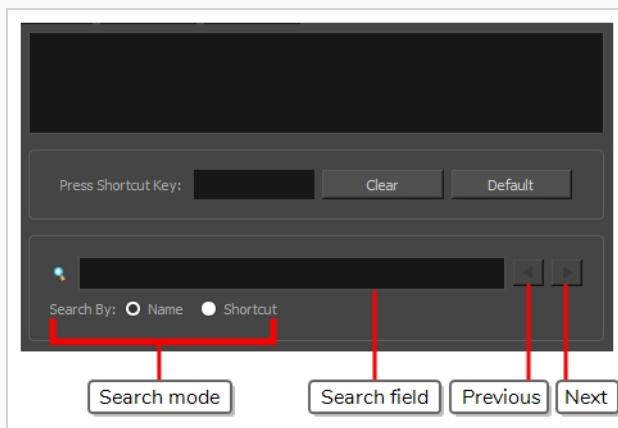 Press Shortcut Key: Clear Default
Search By: Name Shortcut
Search mode Search field Previous Next